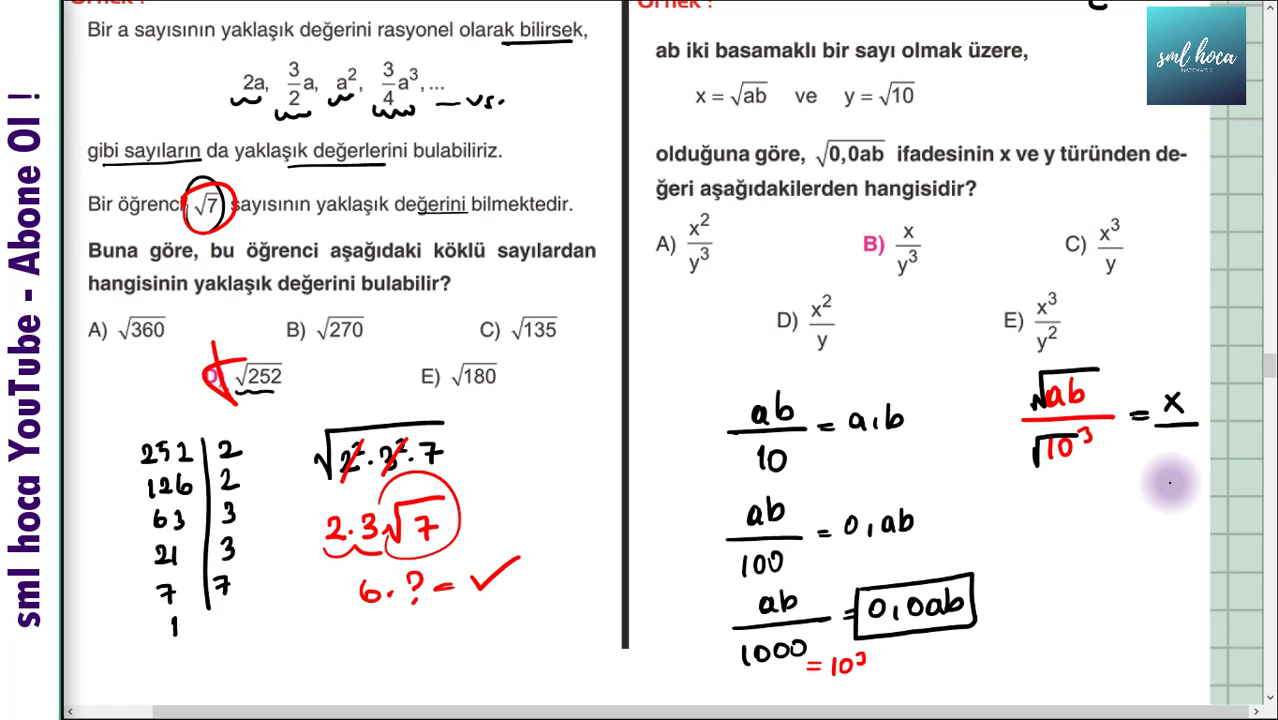 sml hoca YouTube - Abone Ol !
Örnek :
Bir a sayısının yaklaşık değerini rasyonel olarak bilirsek,
2a, 3/2 a, a², 3/4 a³, ... vs.
gibi sayıların da yaklaşık değerlerini bulabiliriz.
Bir öğrenci √7 sayısının yaklaşık değerini bilmektedir.
Buna göre, bu öğrenci aşağıdaki köklü sayılardan
hangisinin yaklaşık değerini bulabilir?
A) √360 B) √270 C) √135
D) √252 E) √180
252 2
126 2
63 3
21 3
7 7
1
√2².3².7
2.3√7
6.? = ✓
Örnek :
sml hoca
ab iki basamaklı bir sayı olmak üzere,
x = √ab ve y = √10
olduğuna göre, √0,0ab ifadesinin x ve y türünden de-
ğeri aşağıdakilerden hangisidir?
A) x²/y³ B) x/y³ C) x³/y
D) x²/y E) x³/y²
ab/10 = a,b
ab/100 = 0,ab
ab/1000 = 0,0ab
= 10³
√ab/√10³ = x